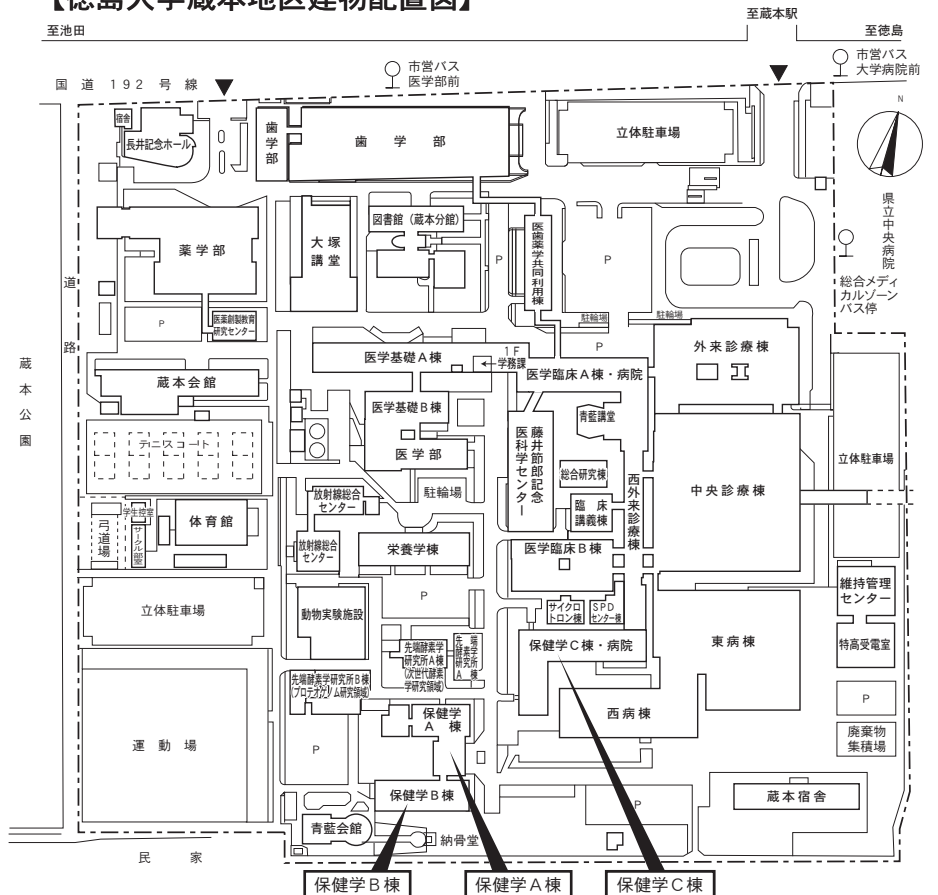 【徳島大学蔵本地区建物配置図】
至池田
至蔵本駅
至徳島
国道192号線
市営バス
医学部前
市営バス
大学病院前
N
宿舎
長井記念ホール
歯学部
歯学部
立体駐車場
県立中央病院
総合メディ
カルゾーン
バス停
薬学部
大塚
講堂
図書館(蔵本分館)
医歯薬学共同利用棟
P
P
道路
蔵本公園
P
医薬創製教育
研究センター
駐輪場
駐輪場
P
医学基礎A棟
1F
学務課
医学臨床A棟・病院
外来診療棟
蔵本会館
医学基礎B棟
医学部
藤井節郎記念
医科学センター
青藍講堂
テニスコート
総合研究棟
西外来診療棟
中央診療棟
立体駐車場
駐輪場
臨床
講義棟
放射線総合
センター
学生控室
弓道場
サークル部室
体育館
放射線総合
センター
栄養学棟
医学臨床B棟
維持管理
センター
立体駐車場
動物実験施設
P
サイクロ
トロン棟
SPD
センター棟
先端酵素学
研究所A棟
(次世代酵素
学研究領域)
先端酵素学研究所A棟
保健学C棟・病院
東病棟
特高受電室
先端酵素学研究所B棟
(プロテオゲノム研究領域)
西病棟
P
運動場
P
保健学
A棟
廃棄物
集積場
保健学B棟
P
蔵本宿舎
青藍会館
納骨堂
民家
保健学B棟
保健学A棟
保健学C棟